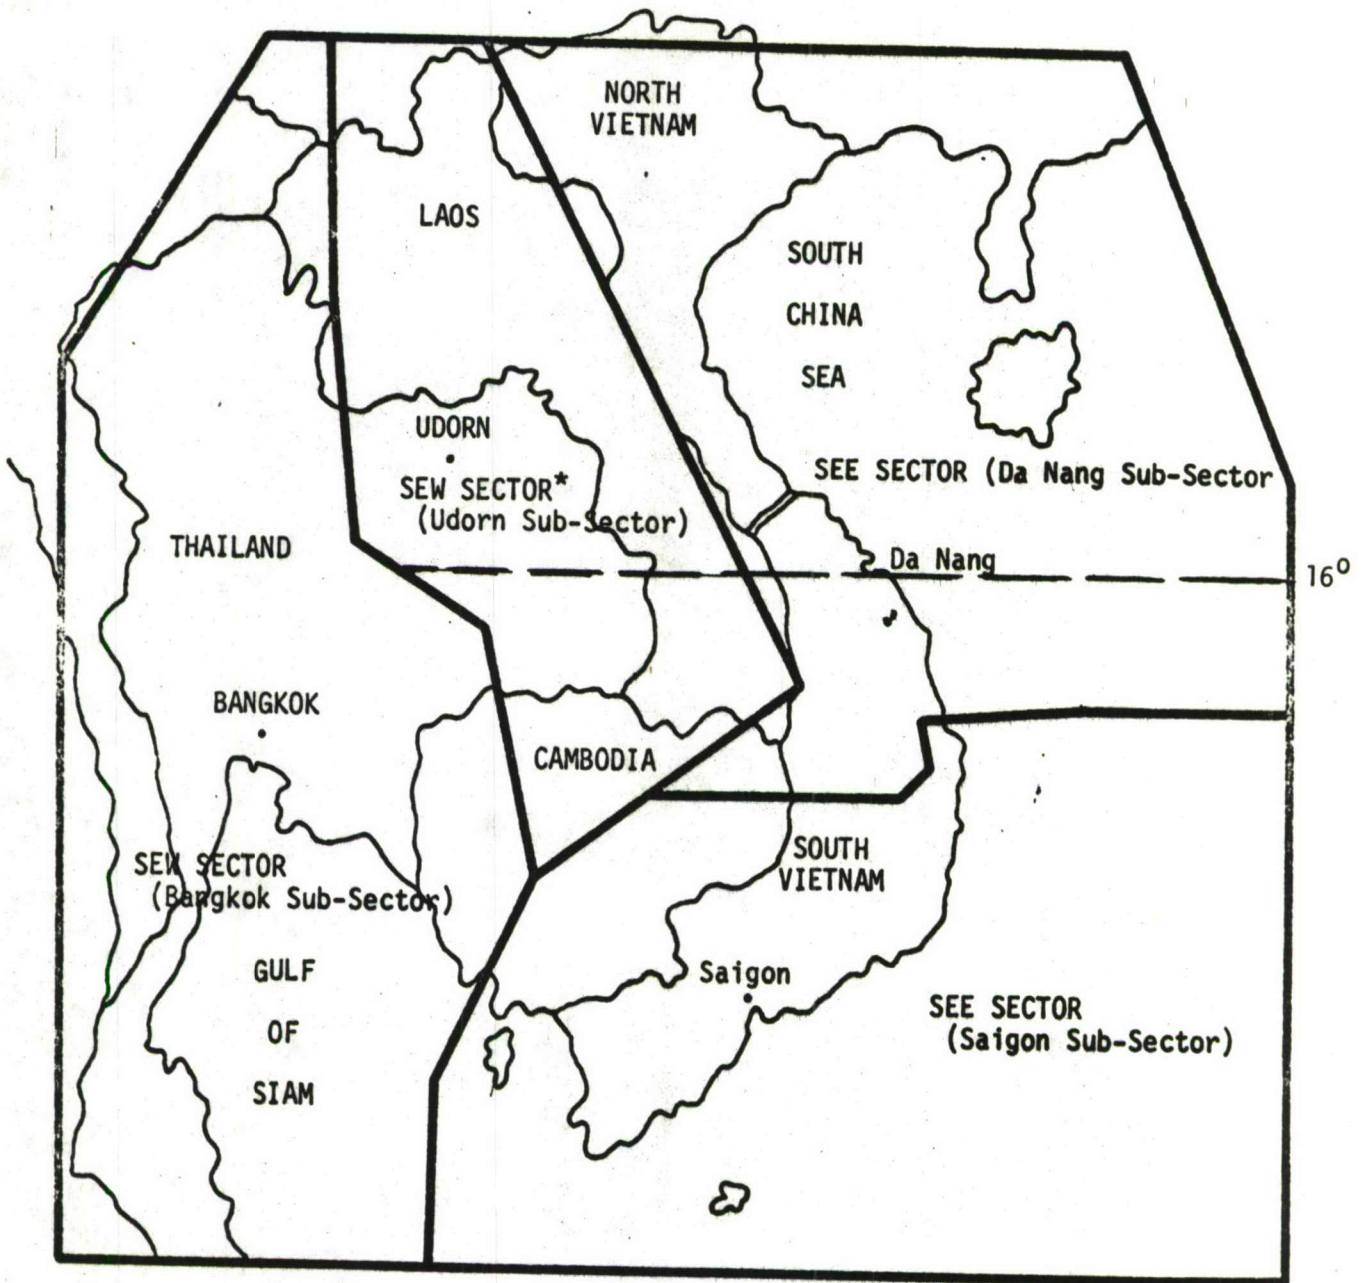 NORTH
VIETNAM
LAOS
SOUTH
CHINA
SEA
UDORN
SEE SECTOR (Da Nang Sub-Sector
SEW SECTOR*
(Udorn Sub-Sector)
THAILAND
Da Nang
16°
BANGKOK
CAMBODIA
SOUTH
VIETNAM
SEW SECTOR
(Bangkok Sub-Sector)
GULF
OF
SIAM
Saigon
SEE SECTOR
(Saigon Sub-Sector)